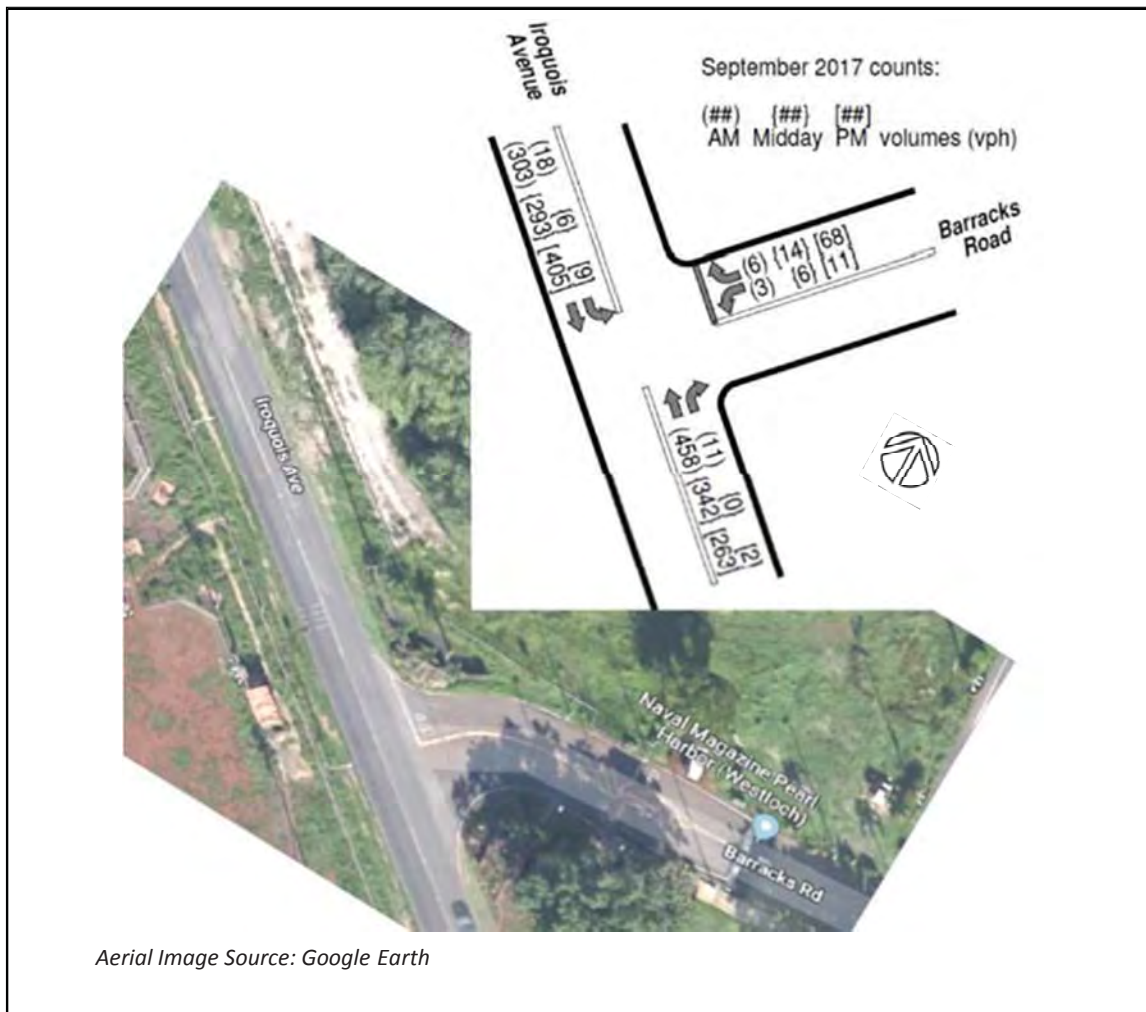 Iroquois
Avenue
September 2017 counts:
(##) {##} [##]
AM Midday PM volumes (vph)
(18) {6} [9]
(303) {293} [405]
Barracks
Road
(6) {14} [68]
(3) {6} [11]
(11) {0} [2]
(458) {342} [263]
Iroquois Ave
Naval Magazine Pearl
Harbor (Westloch)
Barracks Rd
Aerial Image Source: Google Earth